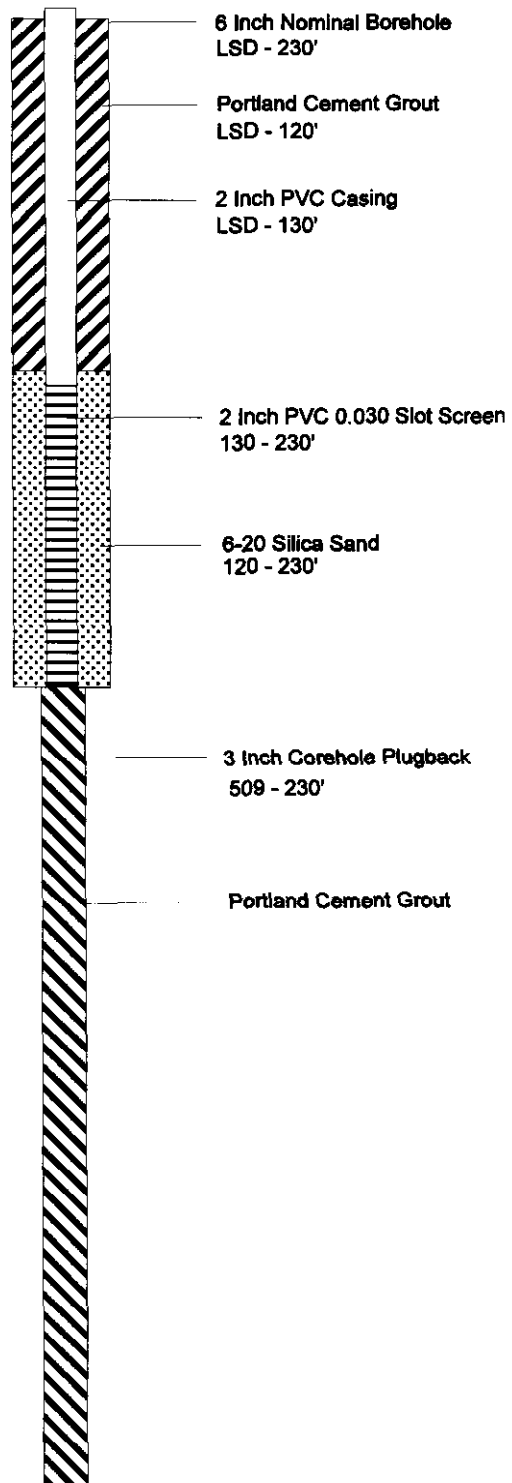 6 Inch Nominal Borehole
LSD - 230'
Portland Cement Grout
LSD - 120'
2 Inch PVC Casing
LSD - 130'
2 Inch PVC 0.030 Slot Screen
130 - 230'
6-20 Silica Sand
120 - 230'
3 Inch Corehole Plugback
509 - 230'
Portland Cement Grout